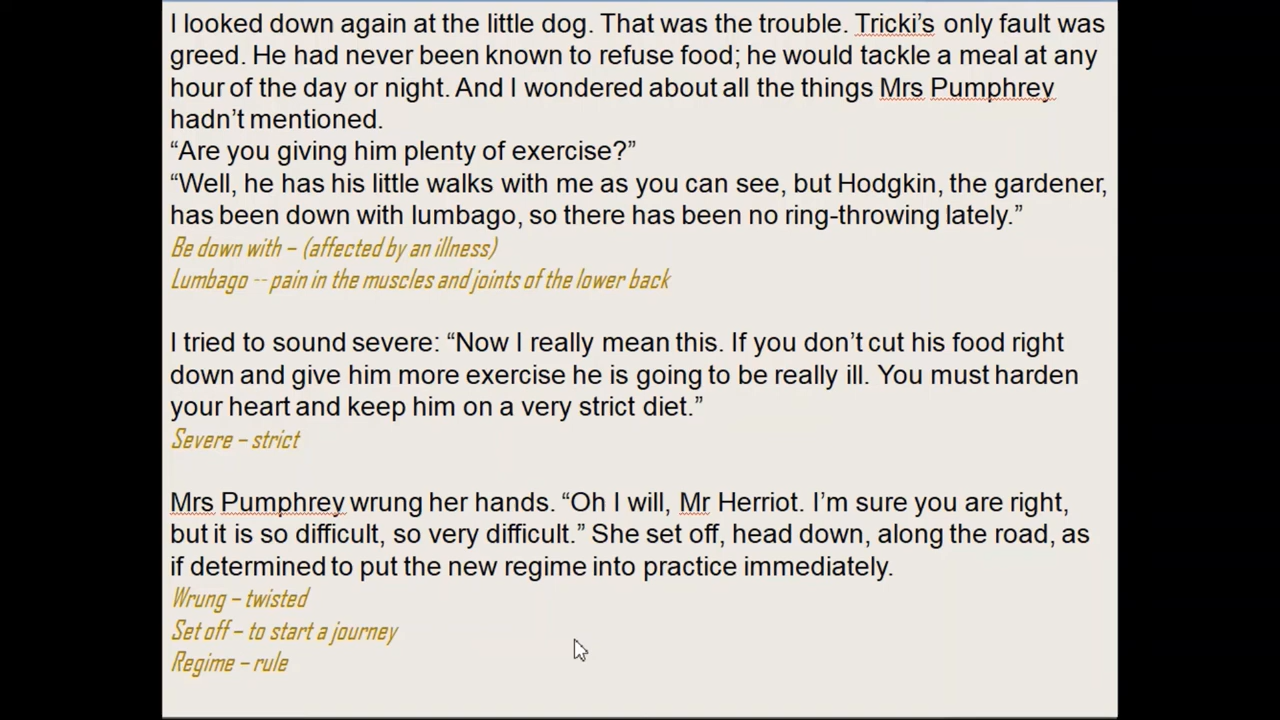 I looked down again at the little dog. That was the trouble. Tricki’s only fault was
greed. He had never been known to refuse food; he would tackle a meal at any
hour of the day or night. And I wondered about all the things Mrs Pumphrey
hadn’t mentioned.
“Are you giving him plenty of exercise?”
“Well, he has his little walks with me as you can see, but Hodgkin, the gardener,
has been down with lumbago, so there has been no ring-throwing lately.”
Be down with – (affected by an illness)
Lumbago -- pain in the muscles and joints of the lower back
I tried to sound severe: “Now I really mean this. If you don’t cut his food right
down and give him more exercise he is going to be really ill. You must harden
your heart and keep him on a very strict diet.”
Severe – strict
Mrs Pumphrey wrung her hands. “Oh I will, Mr Herriot. I’m sure you are right,
but it is so difficult, so very difficult.” She set off, head down, along the road, as
if determined to put the new regime into practice immediately.
Wrung – twisted
Set off – to start a journey
Regime – rule